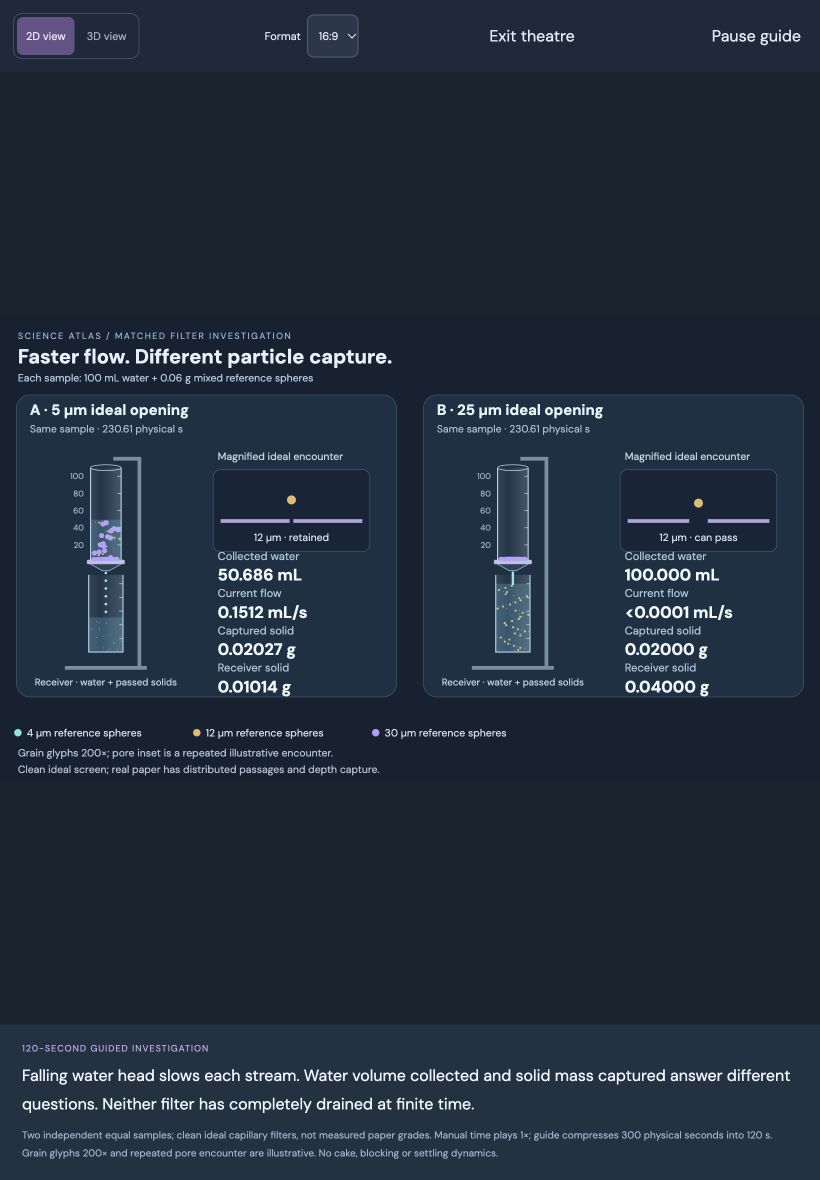 2D view
3D view
Format
16:9
Exit theatre
Pause guide
SCIENCE ATLAS / MATCHED FILTER INVESTIGATION
Faster flow. Different particle capture.
Each sample: 100 mL water + 0.06 g mixed reference spheres
A · 5 µm ideal opening
Same sample · 230.61 physical s
100
80
60
40
20
Magnified ideal encounter
12 µm · retained
Collected water
50.686 mL
Current flow
0.1512 mL/s
Captured solid
0.02027 g
Receiver solid
0.01014 g
Receiver · water + passed solids
B · 25 µm ideal opening
Same sample · 230.61 physical s
100
80
60
40
20
Magnified ideal encounter
12 µm · can pass
Collected water
100.000 mL
Current flow
<0.0001 mL/s
Captured solid
0.02000 g
Receiver solid
0.04000 g
Receiver · water + passed solids
4 µm reference spheres
12 µm reference spheres
30 µm reference spheres
Grain glyphs 200×; pore inset is a repeated illustrative encounter.
Clean ideal screen; real paper has distributed passages and depth capture.
120-SECOND GUIDED INVESTIGATION
Falling water head slows each stream. Water volume collected and solid mass captured answer different
questions. Neither filter has completely drained at finite time.
Two independent equal samples; clean ideal capillary filters, not measured paper grades. Manual time plays 1×; guide compresses 300 physical seconds into 120 s.
Grain glyphs 200× and repeated pore encounter are illustrative. No cake, blocking or settling dynamics.